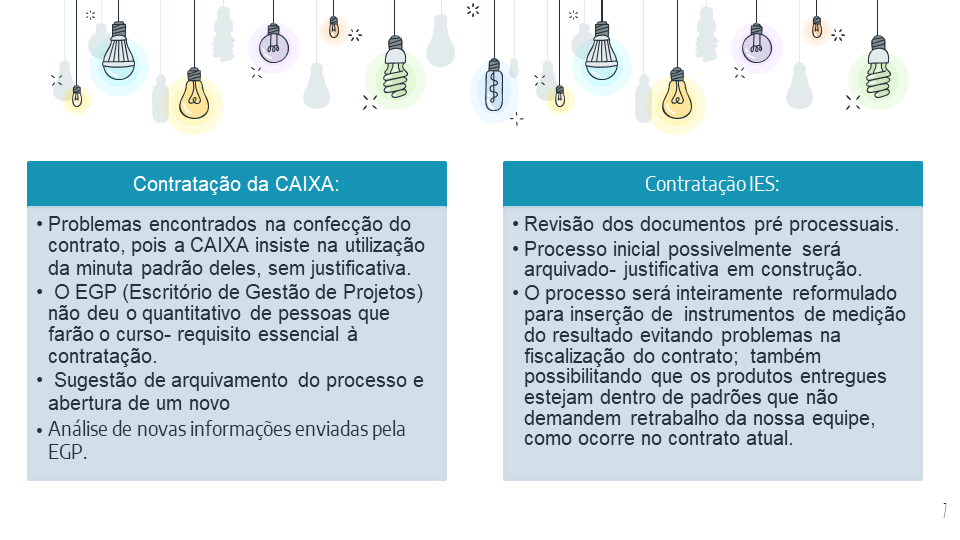 Contratação da CAIXA:
• Problemas encontrados na confecção do
contrato, pois a CAIXA insiste na utilização
da minuta padrão deles, sem justificativa.
• O EGP (Escritório de Gestão de Projetos)
não deu o quantitativo de pessoas que
farão o curso- requisito essencial à
contratação.
• Sugestão de arquivamento do processo e
abertura de um novo
• Análise de novas informações enviadas pela
EGP.
Contratação IES:
• Revisão dos documentos pré processuais.
• Processo inicial possivelmente será
arquivado- justificativa em construção.
• O processo será inteiramente reformulado
para inserção de instrumentos de medição
do resultado evitando problemas na
fiscalização do contrato; também
possibilitando que os produtos entregues
estejam dentro de padrões que não
demandem retrabalho da nossa equipe,
como ocorre no contrato atual.
7